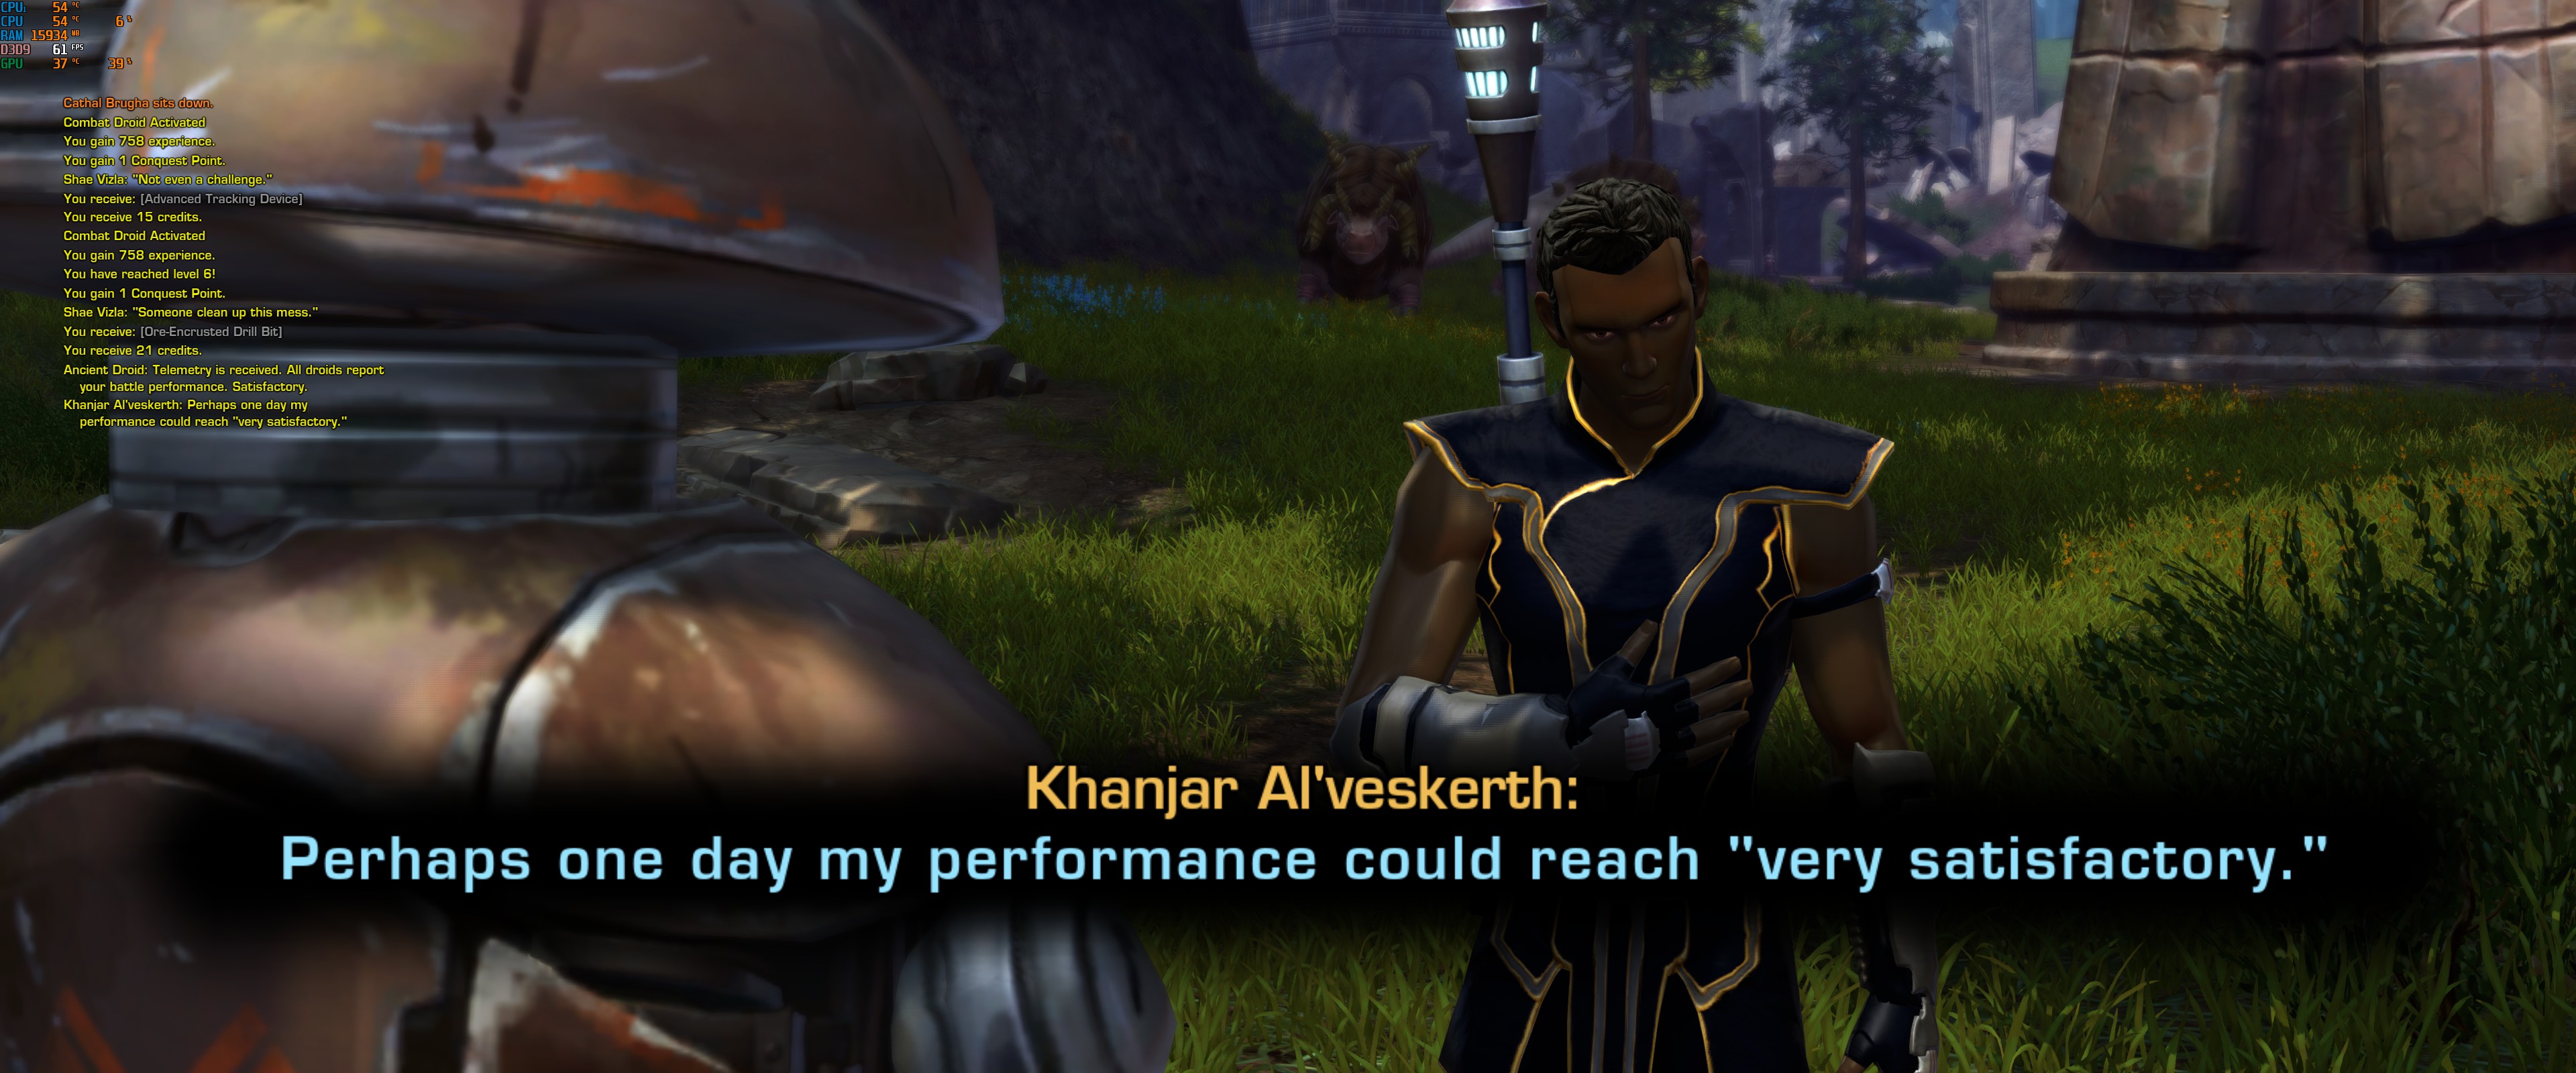 CPU 54 °C
CPU 54 °C 6 %
RAM 15934 MB
D3D9 61 FPS
GPU 37 °C 39 %
Cathal Brugha sits down.
Combat Droid Activated
You gain 758 experience.
You gain 1 Conquest Point.
Shae Vizla: "Not even a challenge."
You receive: [Advanced Tracking Device]
You receive 15 credits.
Combat Droid Activated
You gain 758 experience.
You have reached level 6!
You gain 1 Conquest Point.
Shae Vizla: "Someone clean up this mess."
You receive: [Ore-Encrusted Drill Bit]
You receive 21 credits.
Ancient Droid: Telemetry is received. All droids report
your battle performance. Satisfactory.
Khanjar Al'veskerth: Perhaps one day my
performance could reach "very satisfactory."
Khanjar Al'veskerth:
Perhaps one day my performance could reach "very satisfactory."